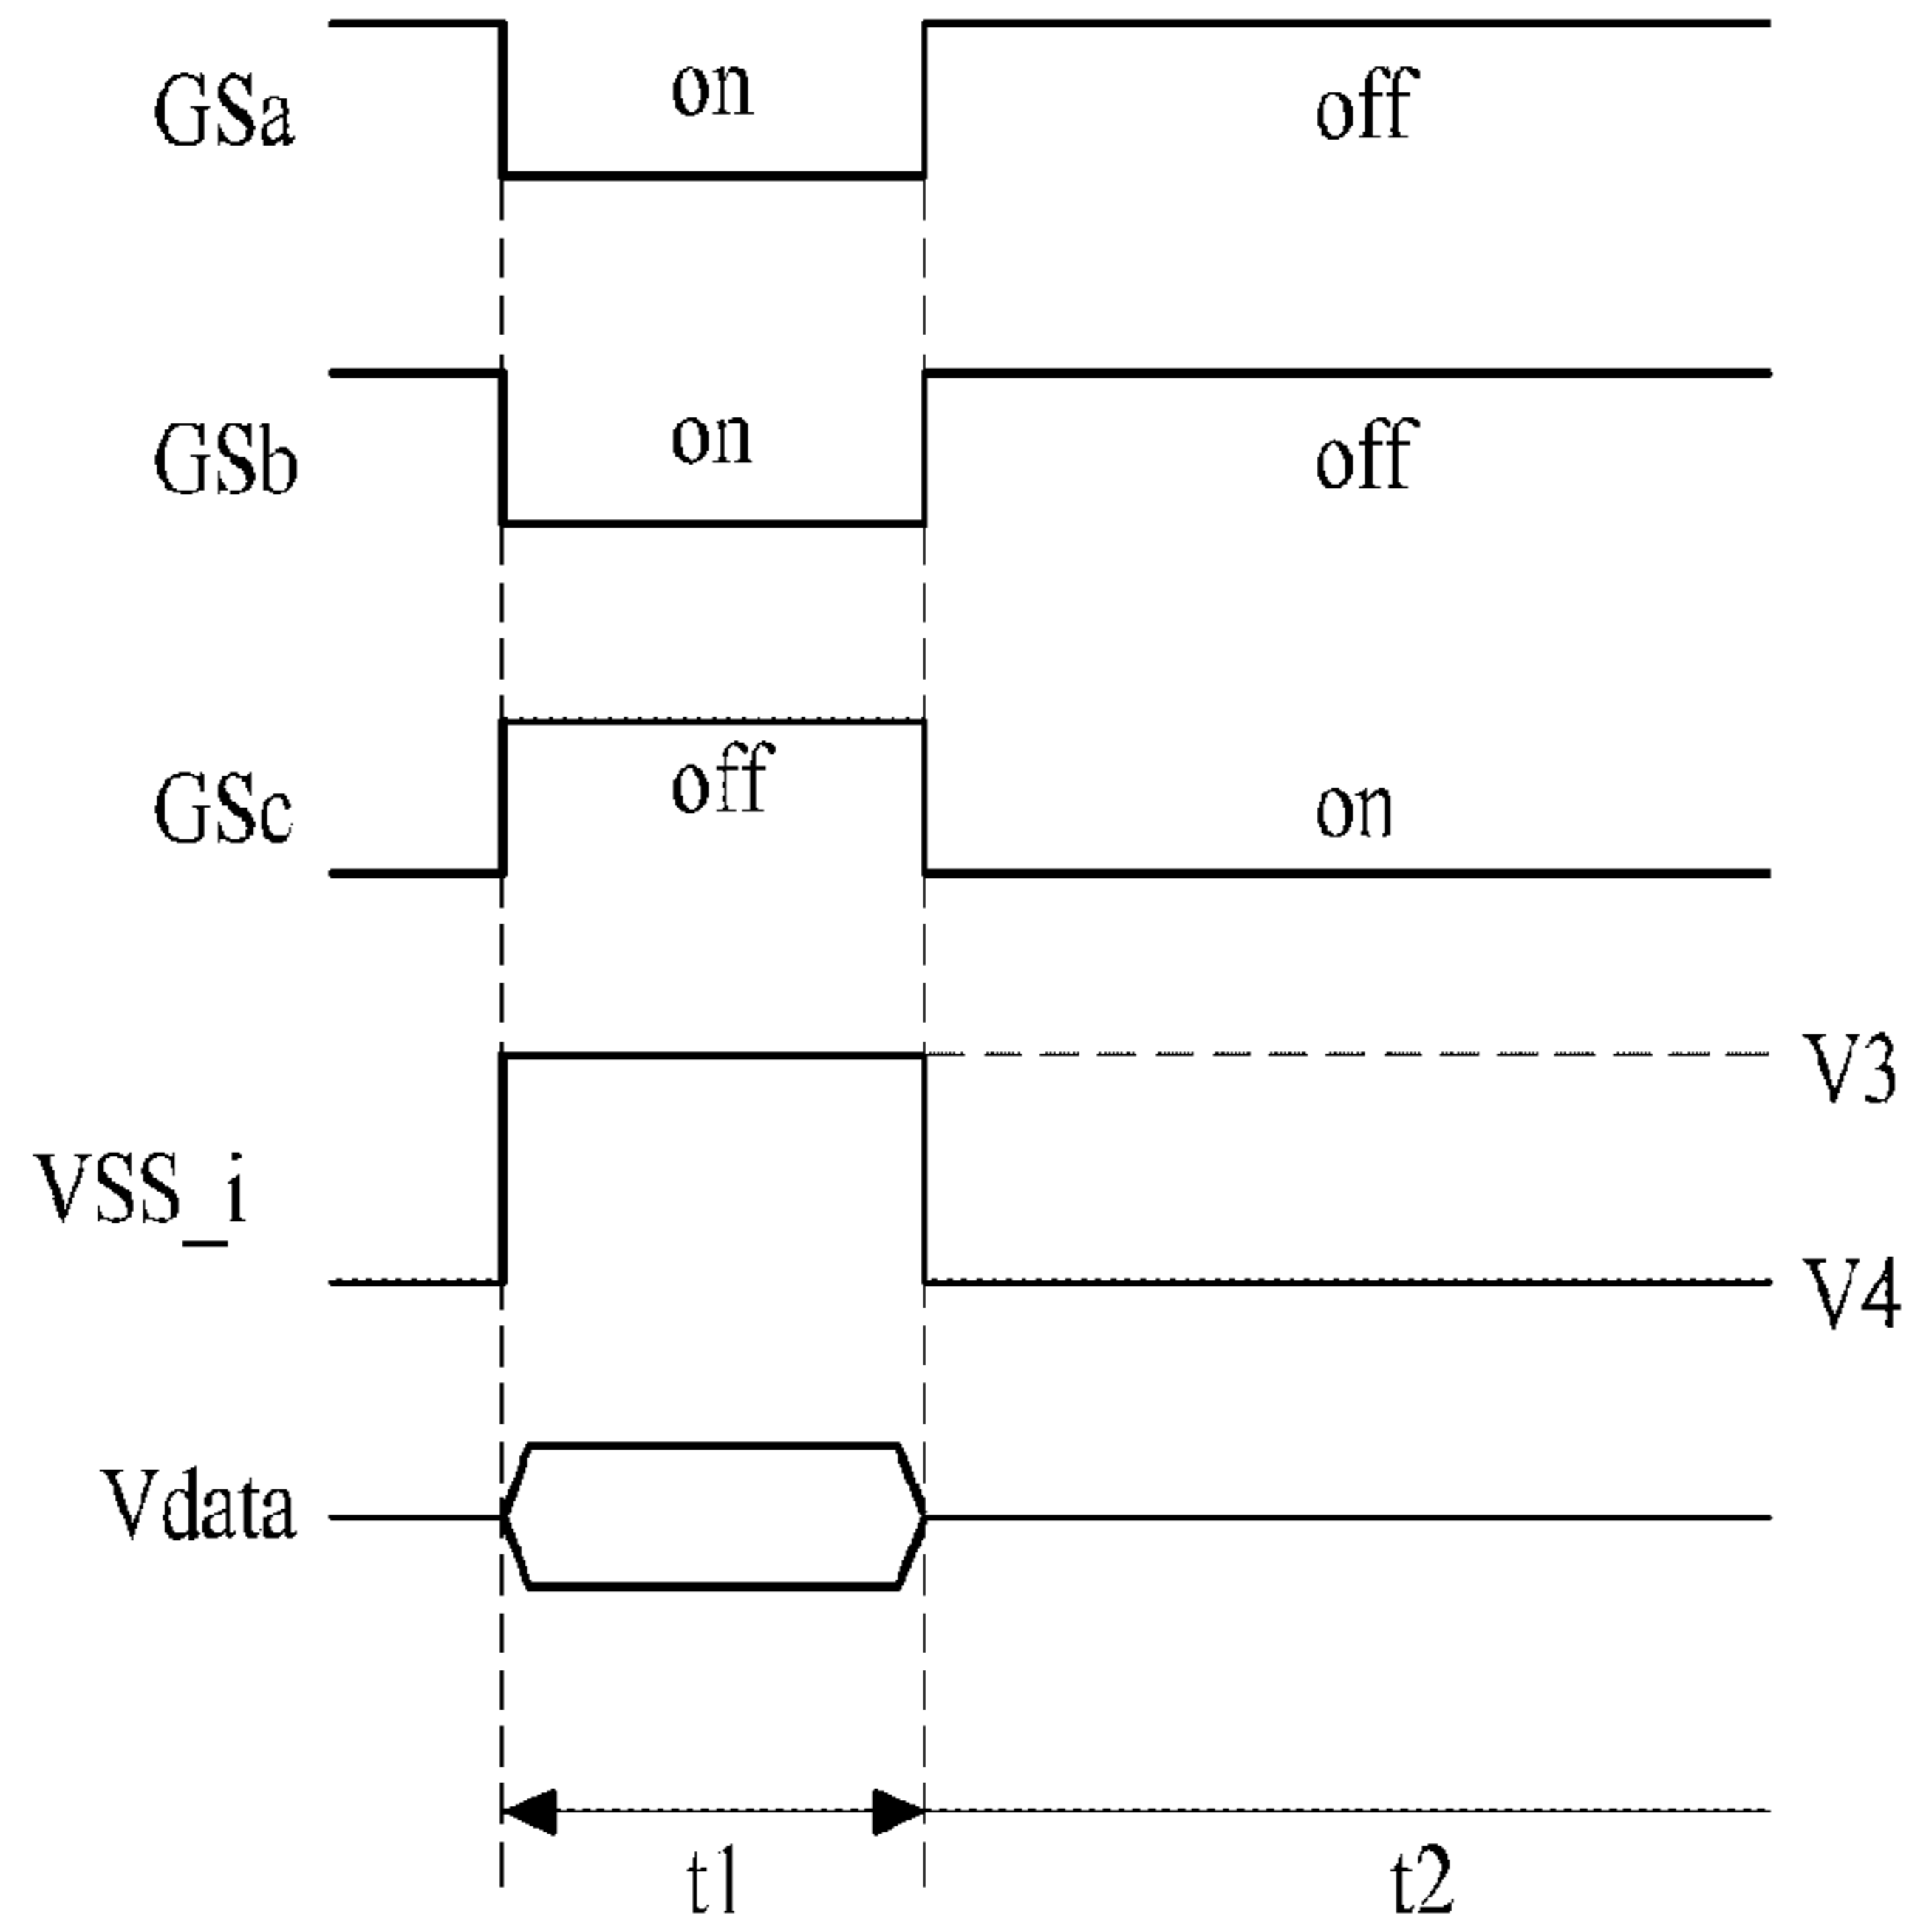 GSa on off
GSb on off
GSc off on
V3
VSS_i
V4
Vdata
t1 t2